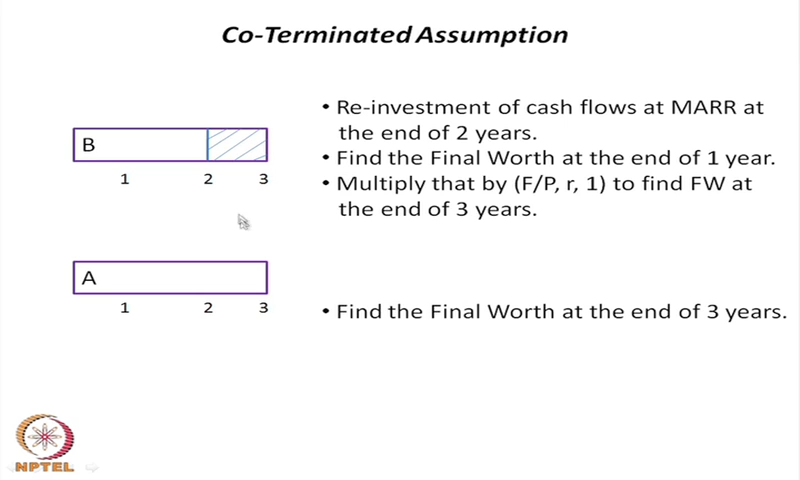 Co-Terminated Assumption
B
1 2 3
• Re-investment of cash flows at MARR at
the end of 2 years.
• Find the Final Worth at the end of 1 year.
• Multiply that by (F/P, r, 1) to find FW at
the end of 3 years.
A
1 2 3
• Find the Final Worth at the end of 3 years.
NPTEL